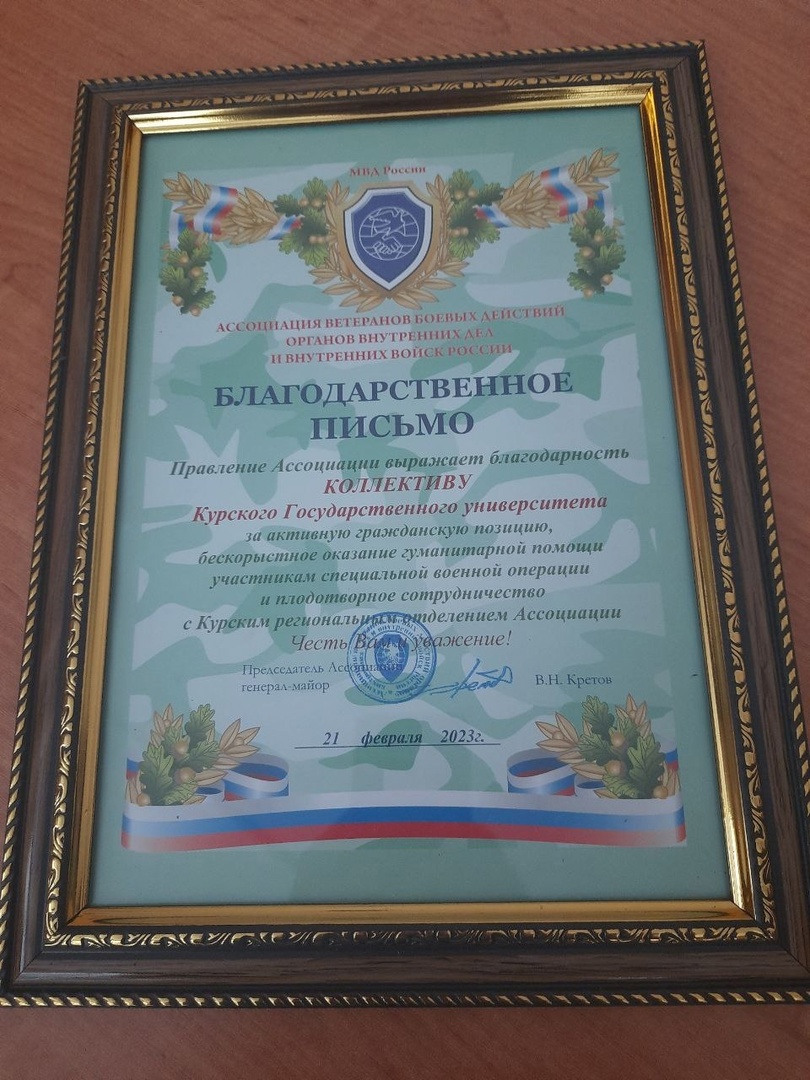 МВД России
АССОЦИАЦИЯ ВЕТЕРАНОВ БОЕВЫХ ДЕЙСТВИЙ
ОРГАНОВ ВНУТРЕННИХ ДЕЛ
И ВНУТРЕННИХ ВОЙСК РОССИИ
БЛАГОДАРСТВЕННОЕ
ПИСЬМО
Правление Ассоциации выражает благодарность
КОЛЛЕКТИВУ
Курского Государственного университета
за активную гражданскую позицию,
бескорыстное оказание гуманитарной помощи
участникам специальной военной операции
и плодотворное сотрудничество
с Курским региональным отделением Ассоциации
Честь Вам и уважение!
Председатель Ассоциации
генерал-майор
В.Н. Кретов
21 февраля 2023г.